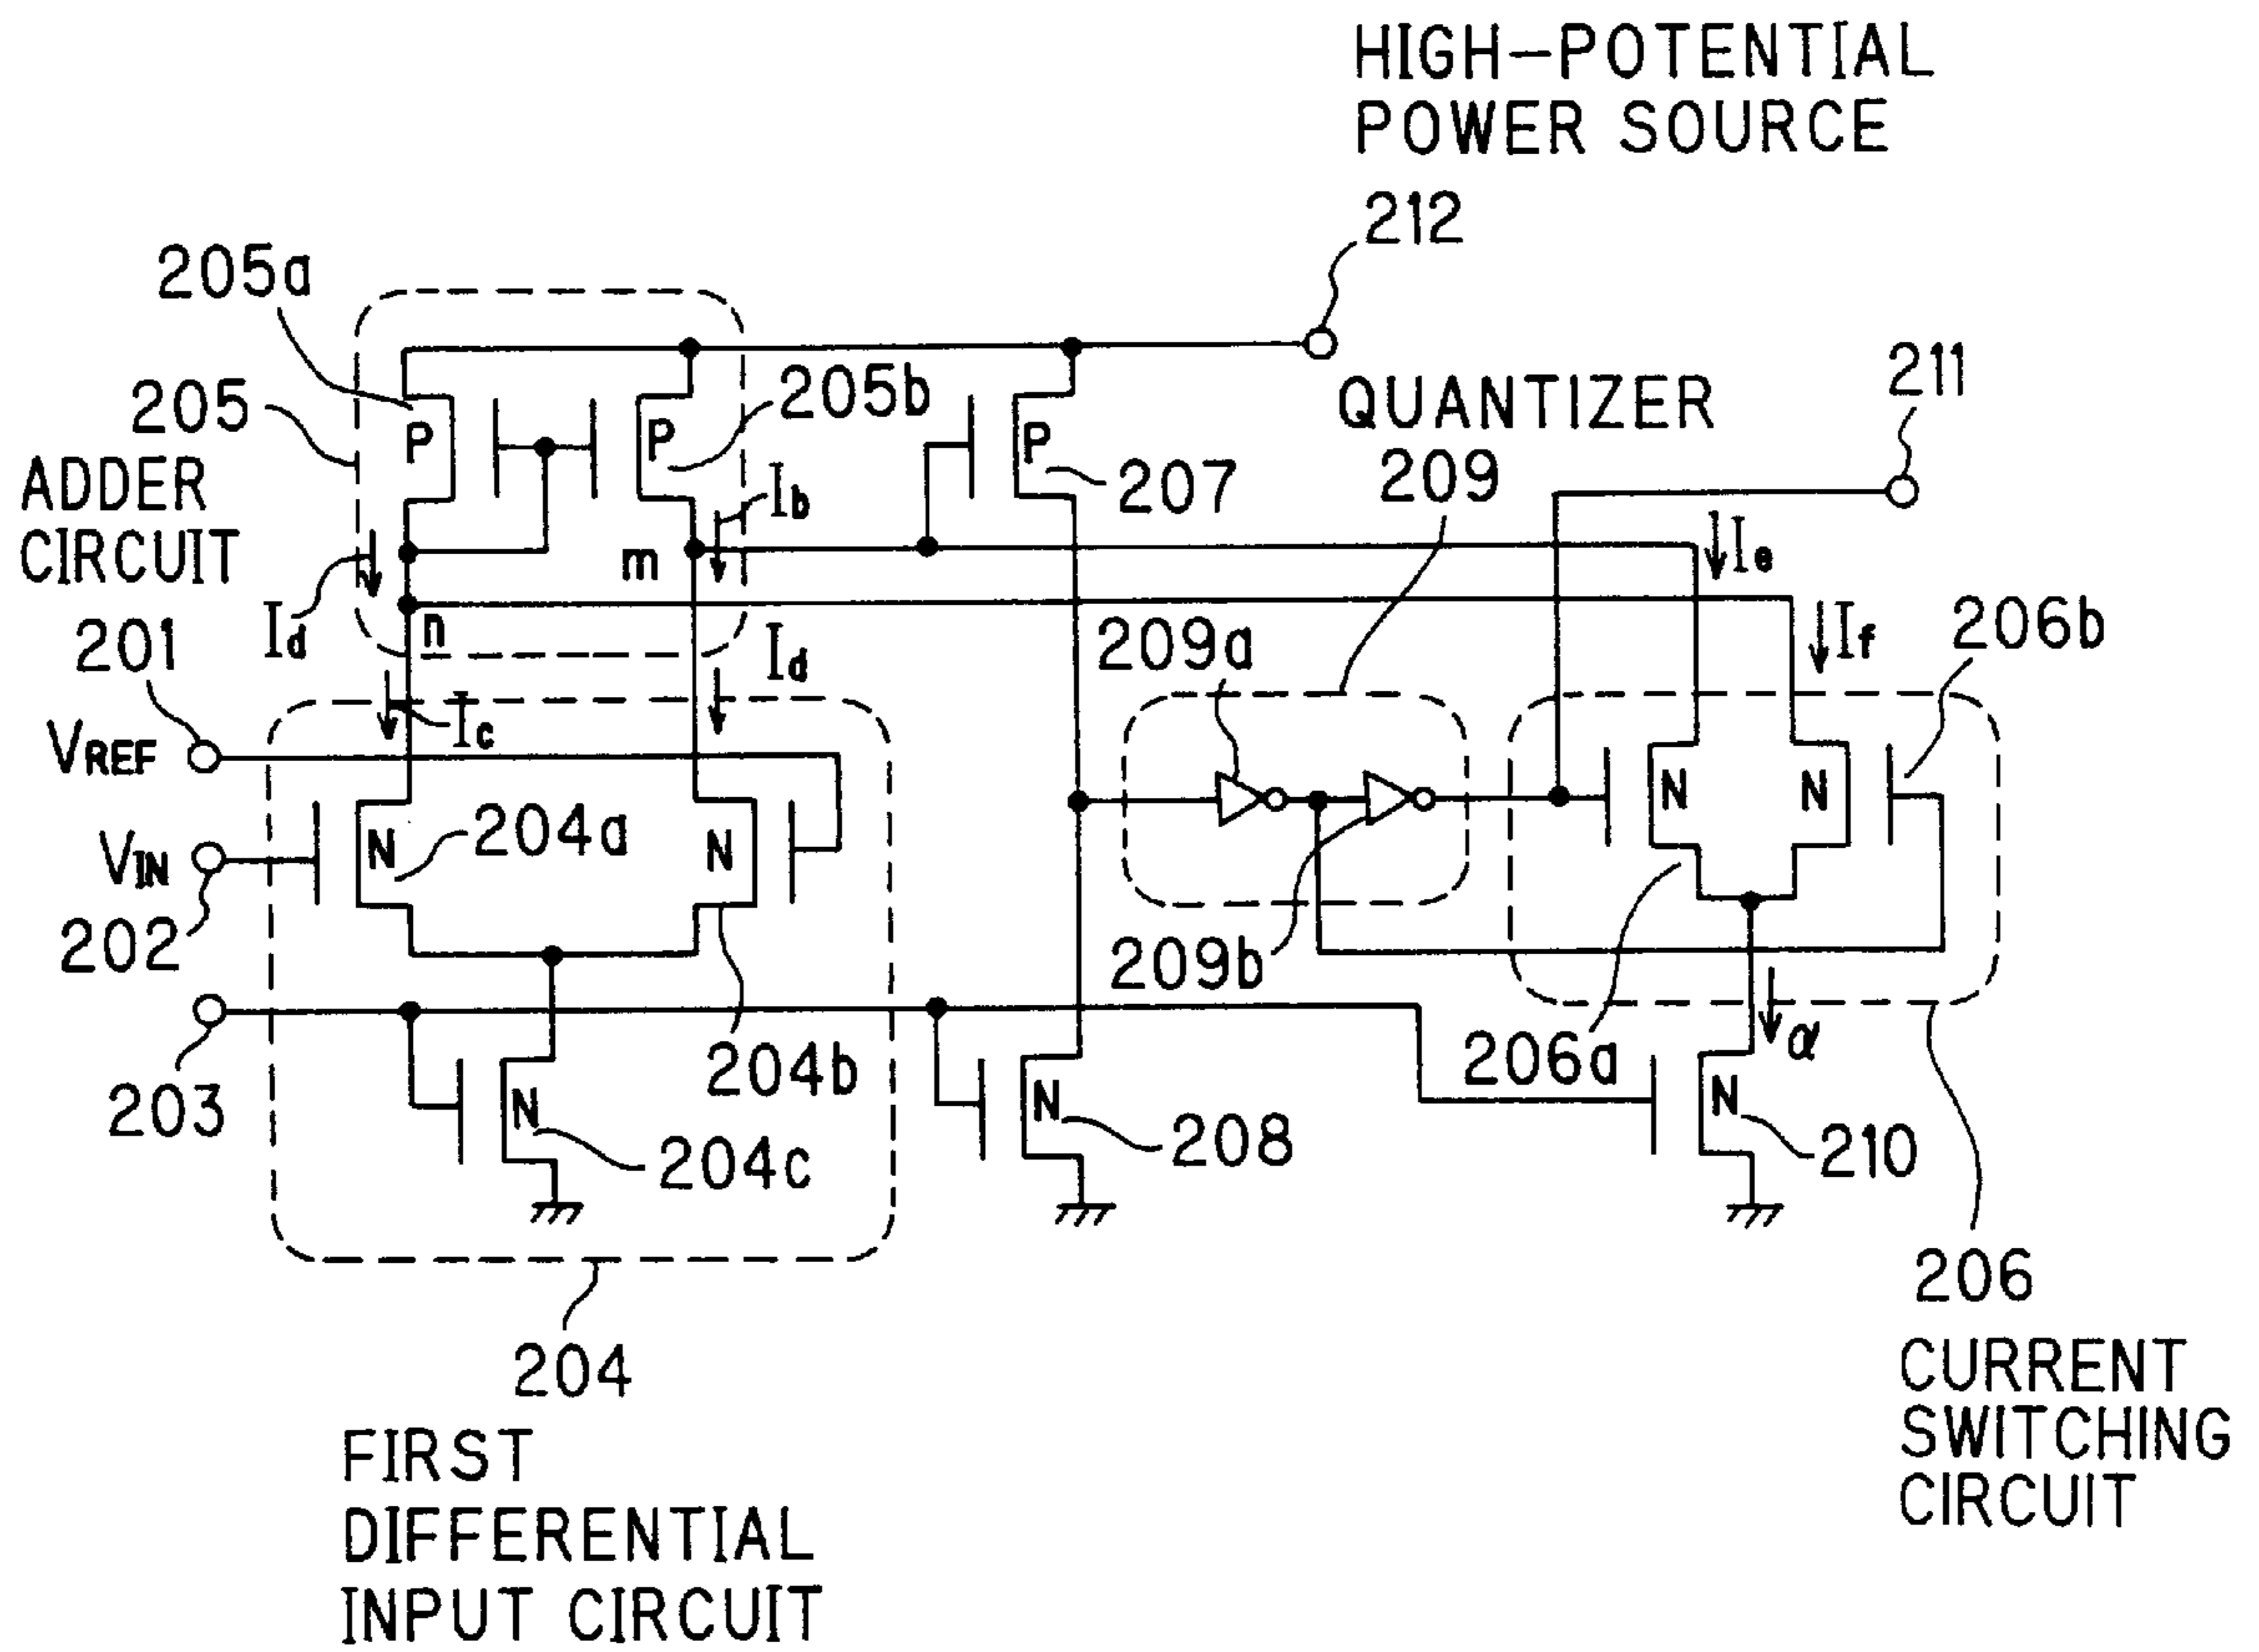 HIGH-POTENTIAL
POWER SOURCE
212
205a
205
ADDER
CIRCUIT
P
P
205b
Ib
P
207
QUANTIZER
209
211
Id
m
n
Ie
If
206b
201
VREF
Ic
Id
209a
VIN
202
N
204a
N
209b
N
N
203
204b
206a
α
N
204c
N
208
N
210
204
FIRST
DIFFERENTIAL
INPUT CIRCUIT
206
CURRENT
SWITCHING
CIRCUIT